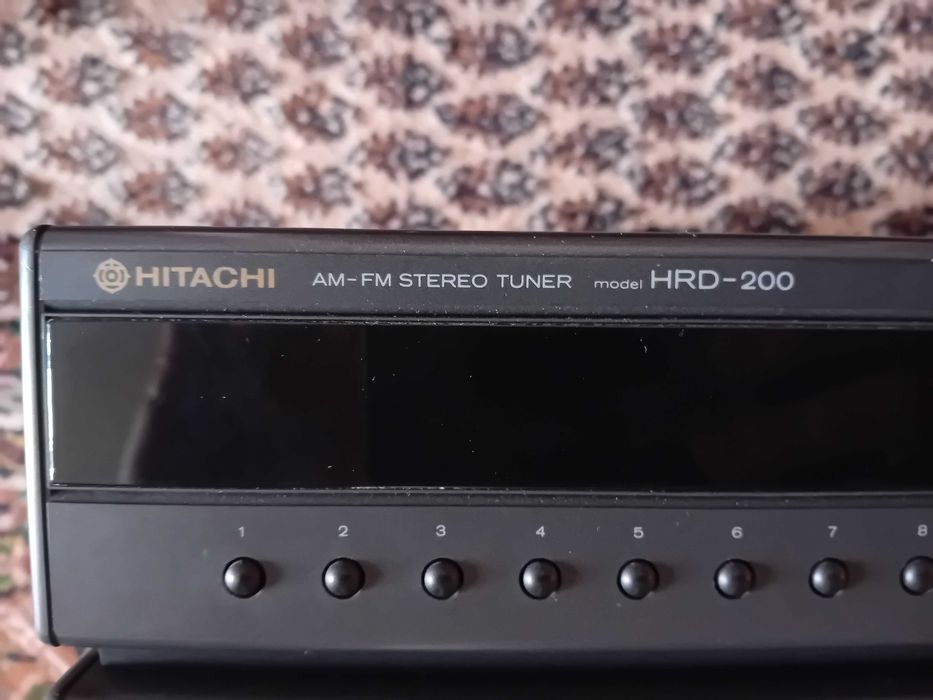 HITACHI AM-FM STEREO TUNER model HRD-200
1 2 3 4 5 6 7 8